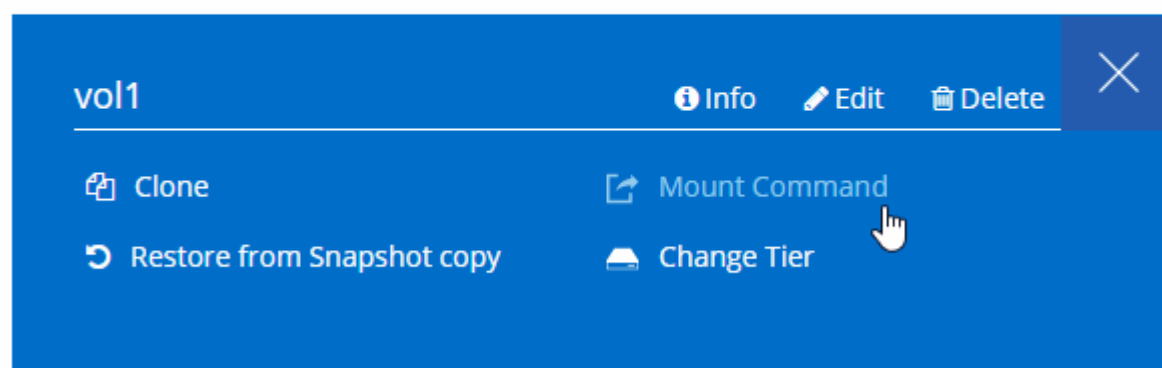 vol1 Info Edit Delete
Clone Mount Command
Restore from Snapshot copy Change Tier